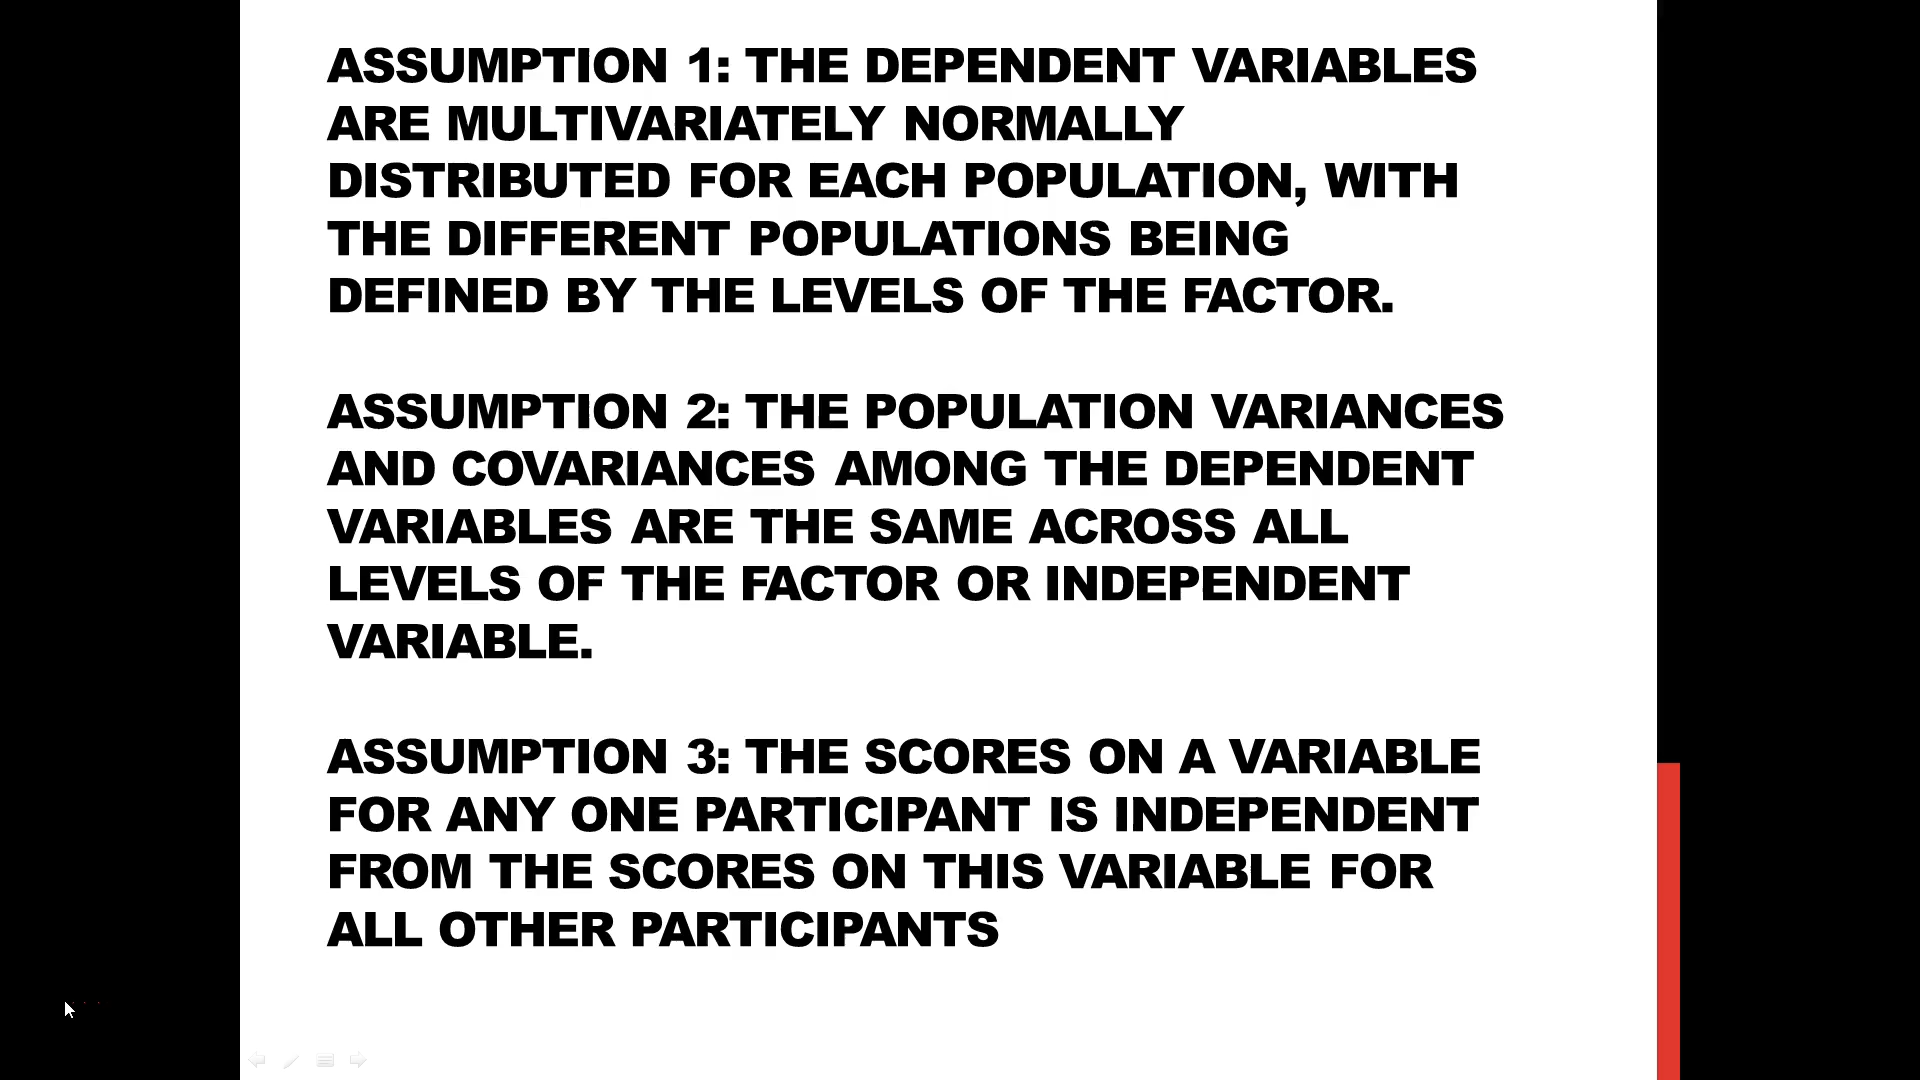 ASSUMPTION 1: THE DEPENDENT VARIABLES
ARE MULTIVARIATELY NORMALLY
DISTRIBUTED FOR EACH POPULATION, WITH
THE DIFFERENT POPULATIONS BEING
DEFINED BY THE LEVELS OF THE FACTOR.
ASSUMPTION 2: THE POPULATION VARIANCES
AND COVARIANCES AMONG THE DEPENDENT
VARIABLES ARE THE SAME ACROSS ALL
LEVELS OF THE FACTOR OR INDEPENDENT
VARIABLE.
ASSUMPTION 3: THE SCORES ON A VARIABLE
FOR ANY ONE PARTICIPANT IS INDEPENDENT
FROM THE SCORES ON THIS VARIABLE FOR
ALL OTHER PARTICIPANTS